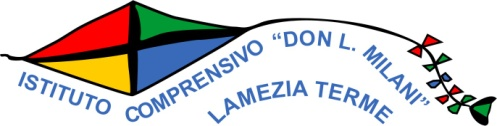 ISTITUTO COMPRENSIVO “DON L. MILANI”
LAMEZIA TERME